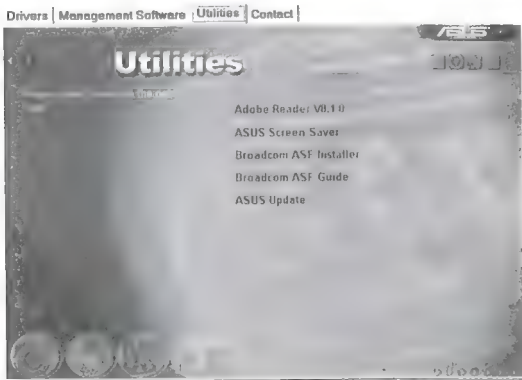 Drivers | Management Software | Utilities | Contact |
ASUS
Utilities
Adobe Reader V8.1.0
ASUS Screen Saver
Broadcom ASF Installer
Broadcom ASF Guide
ASUS Update